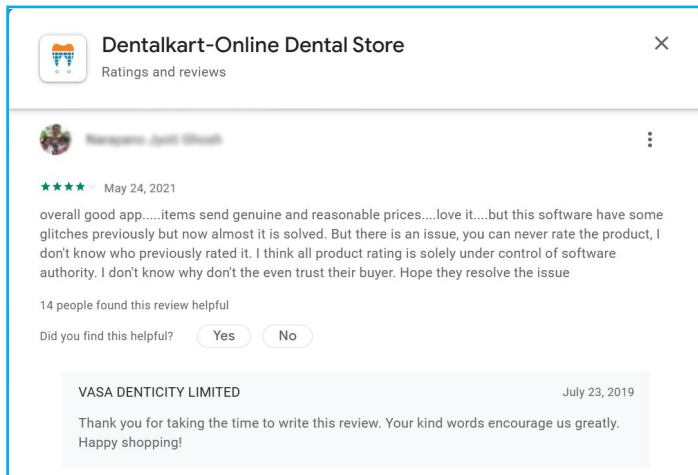 Dentalkart-Online Dental Store
Ratings and reviews
May 24, 2021
overall good app.....items send genuine and reasonable prices....love it....but this software have some
glitches previously but now almost it is solved. But there is an issue, you can never rate the product, I
don't know who previously rated it. I think all product rating is solely under control of software
authority. I don't know why don't the even trust their buyer. Hope they resolve the issue
14 people found this review helpful
Did you find this helpful? Yes No
VASA DENTICITY LIMITED July 23, 2019
Thank you for taking the time to write this review. Your kind words encourage us greatly.
Happy shopping!